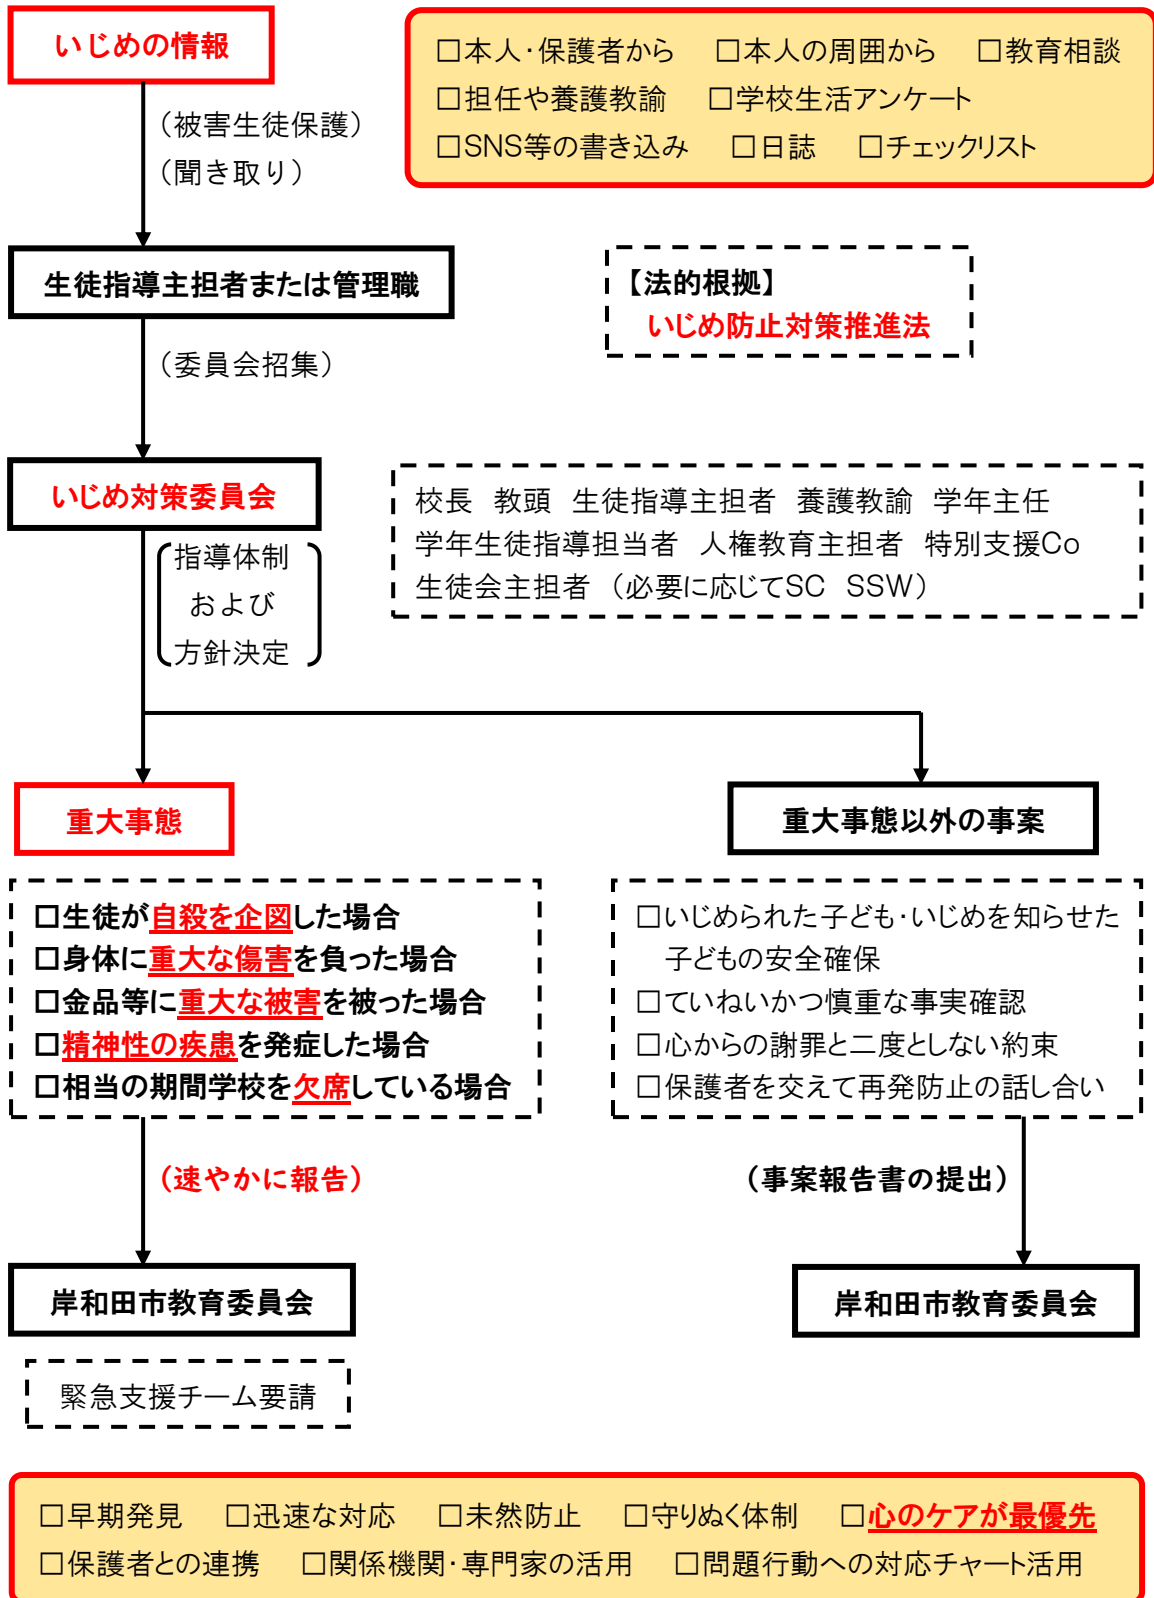 いじめの情報
□本人・保護者から　□本人の周囲から　□教育相談
□担任や養護教諭　□学校生活アンケート
□SNS等の書き込み　□日誌　□チェックリスト
（被害生徒保護）
（聞き取り）
生徒指導主担者または管理職
【法的根拠】
いじめ防止対策推進法
（委員会招集）
いじめ対策委員会
指導体制
および
方針決定
校長　教頭　生徒指導主担者　養護教諭　学年主任
学年生徒指導担当者　人権教育主担者　特別支援Co
生徒会主担者　（必要に応じてSC　SSW）
重大事態
□生徒が自殺を企図した場合
□身体に重大な傷害を負った場合
□金品等に重大な被害を被った場合
□精神性の疾患を発症した場合
□相当の期間学校を欠席している場合
（速やかに報告）
岸和田市教育委員会
緊急支援チーム要請
重大事態以外の事案
□いじめられた子ども・いじめを知らせた
子どもの安全確保
□ていねいかつ慎重な事実確認
□心からの謝罪と二度としない約束
□保護者を交えて再発防止の話し合い
（事案報告書の提出）
岸和田市教育委員会
□早期発見　□迅速な対応　□未然防止　□守りぬく体制　□心のケアが最優先
□保護者との連携　□関係機関・専門家の活用　□問題行動への対応チャート活用